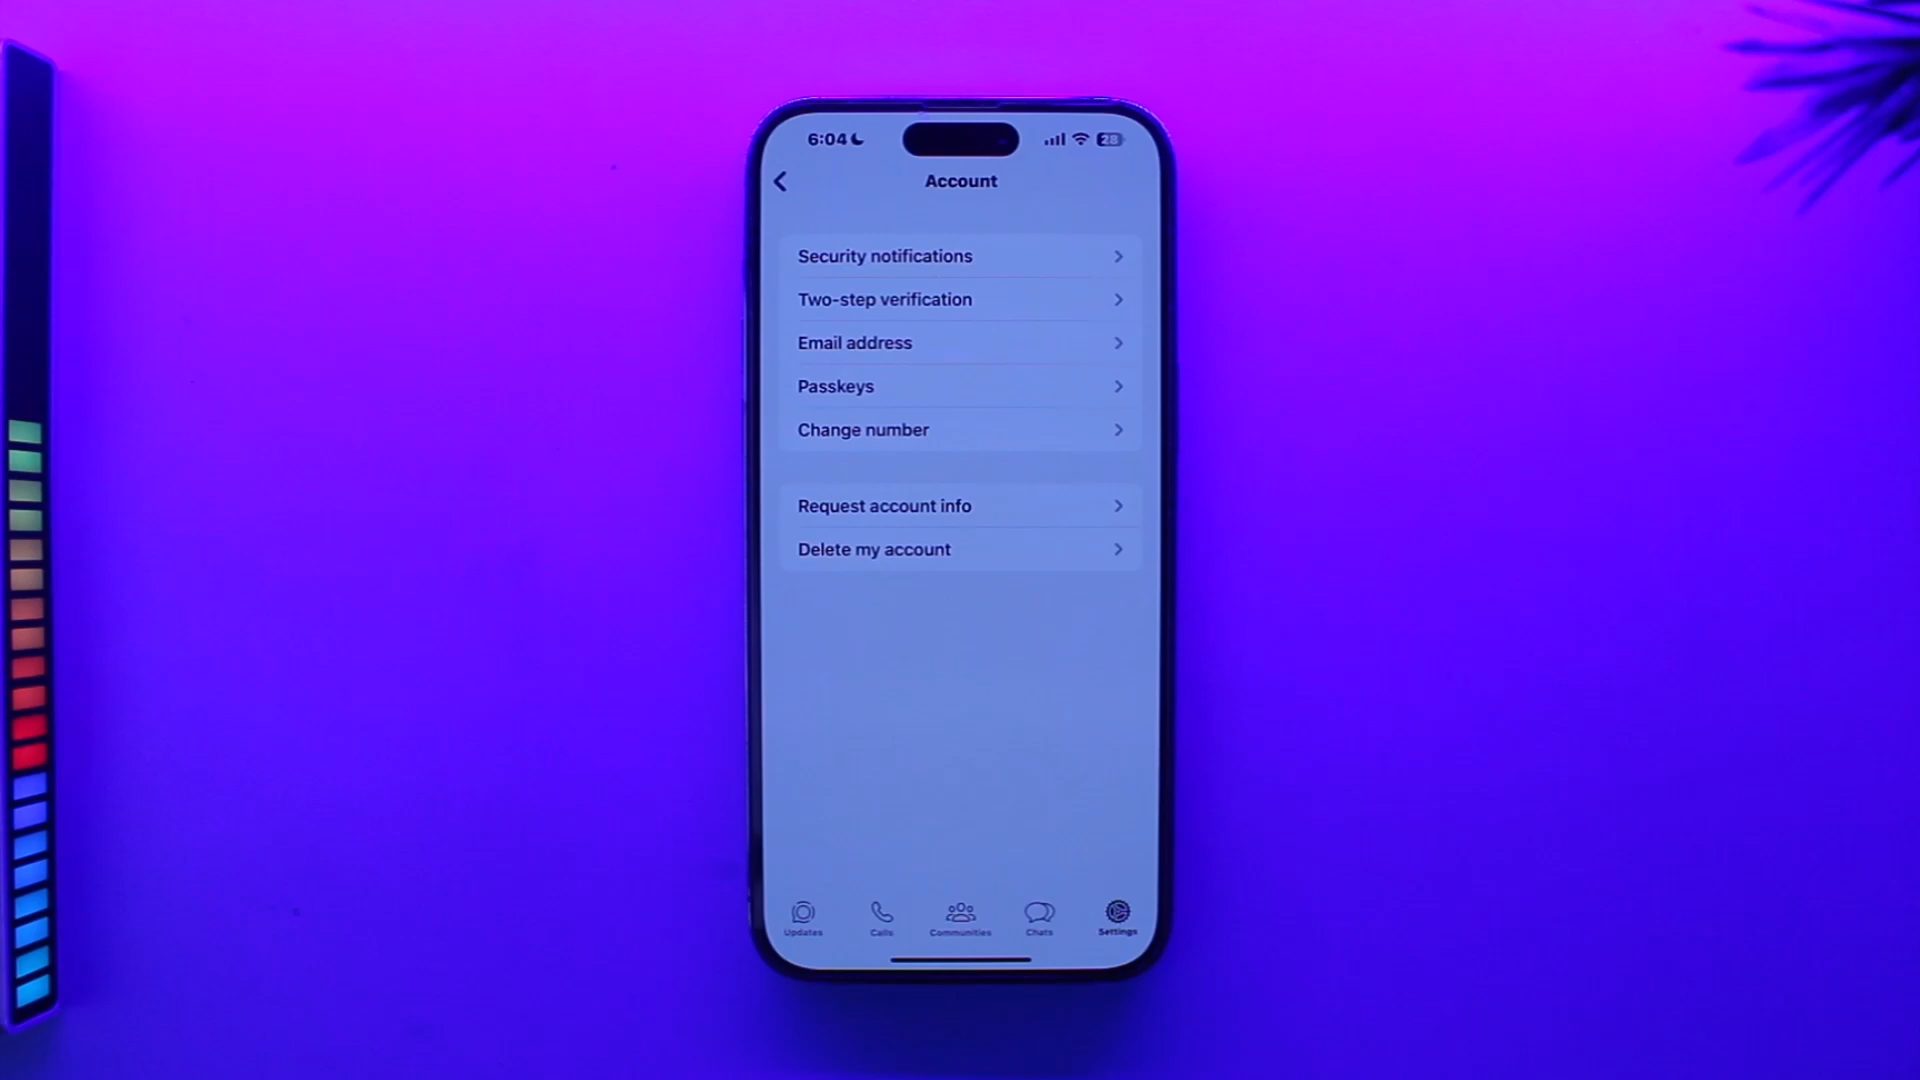 6:04
28
Account
Security notifications
Two-step verification
Email address
Passkeys
Change number
Request account info
Delete my account
Updates
Calls
Communities
Chats
Settings